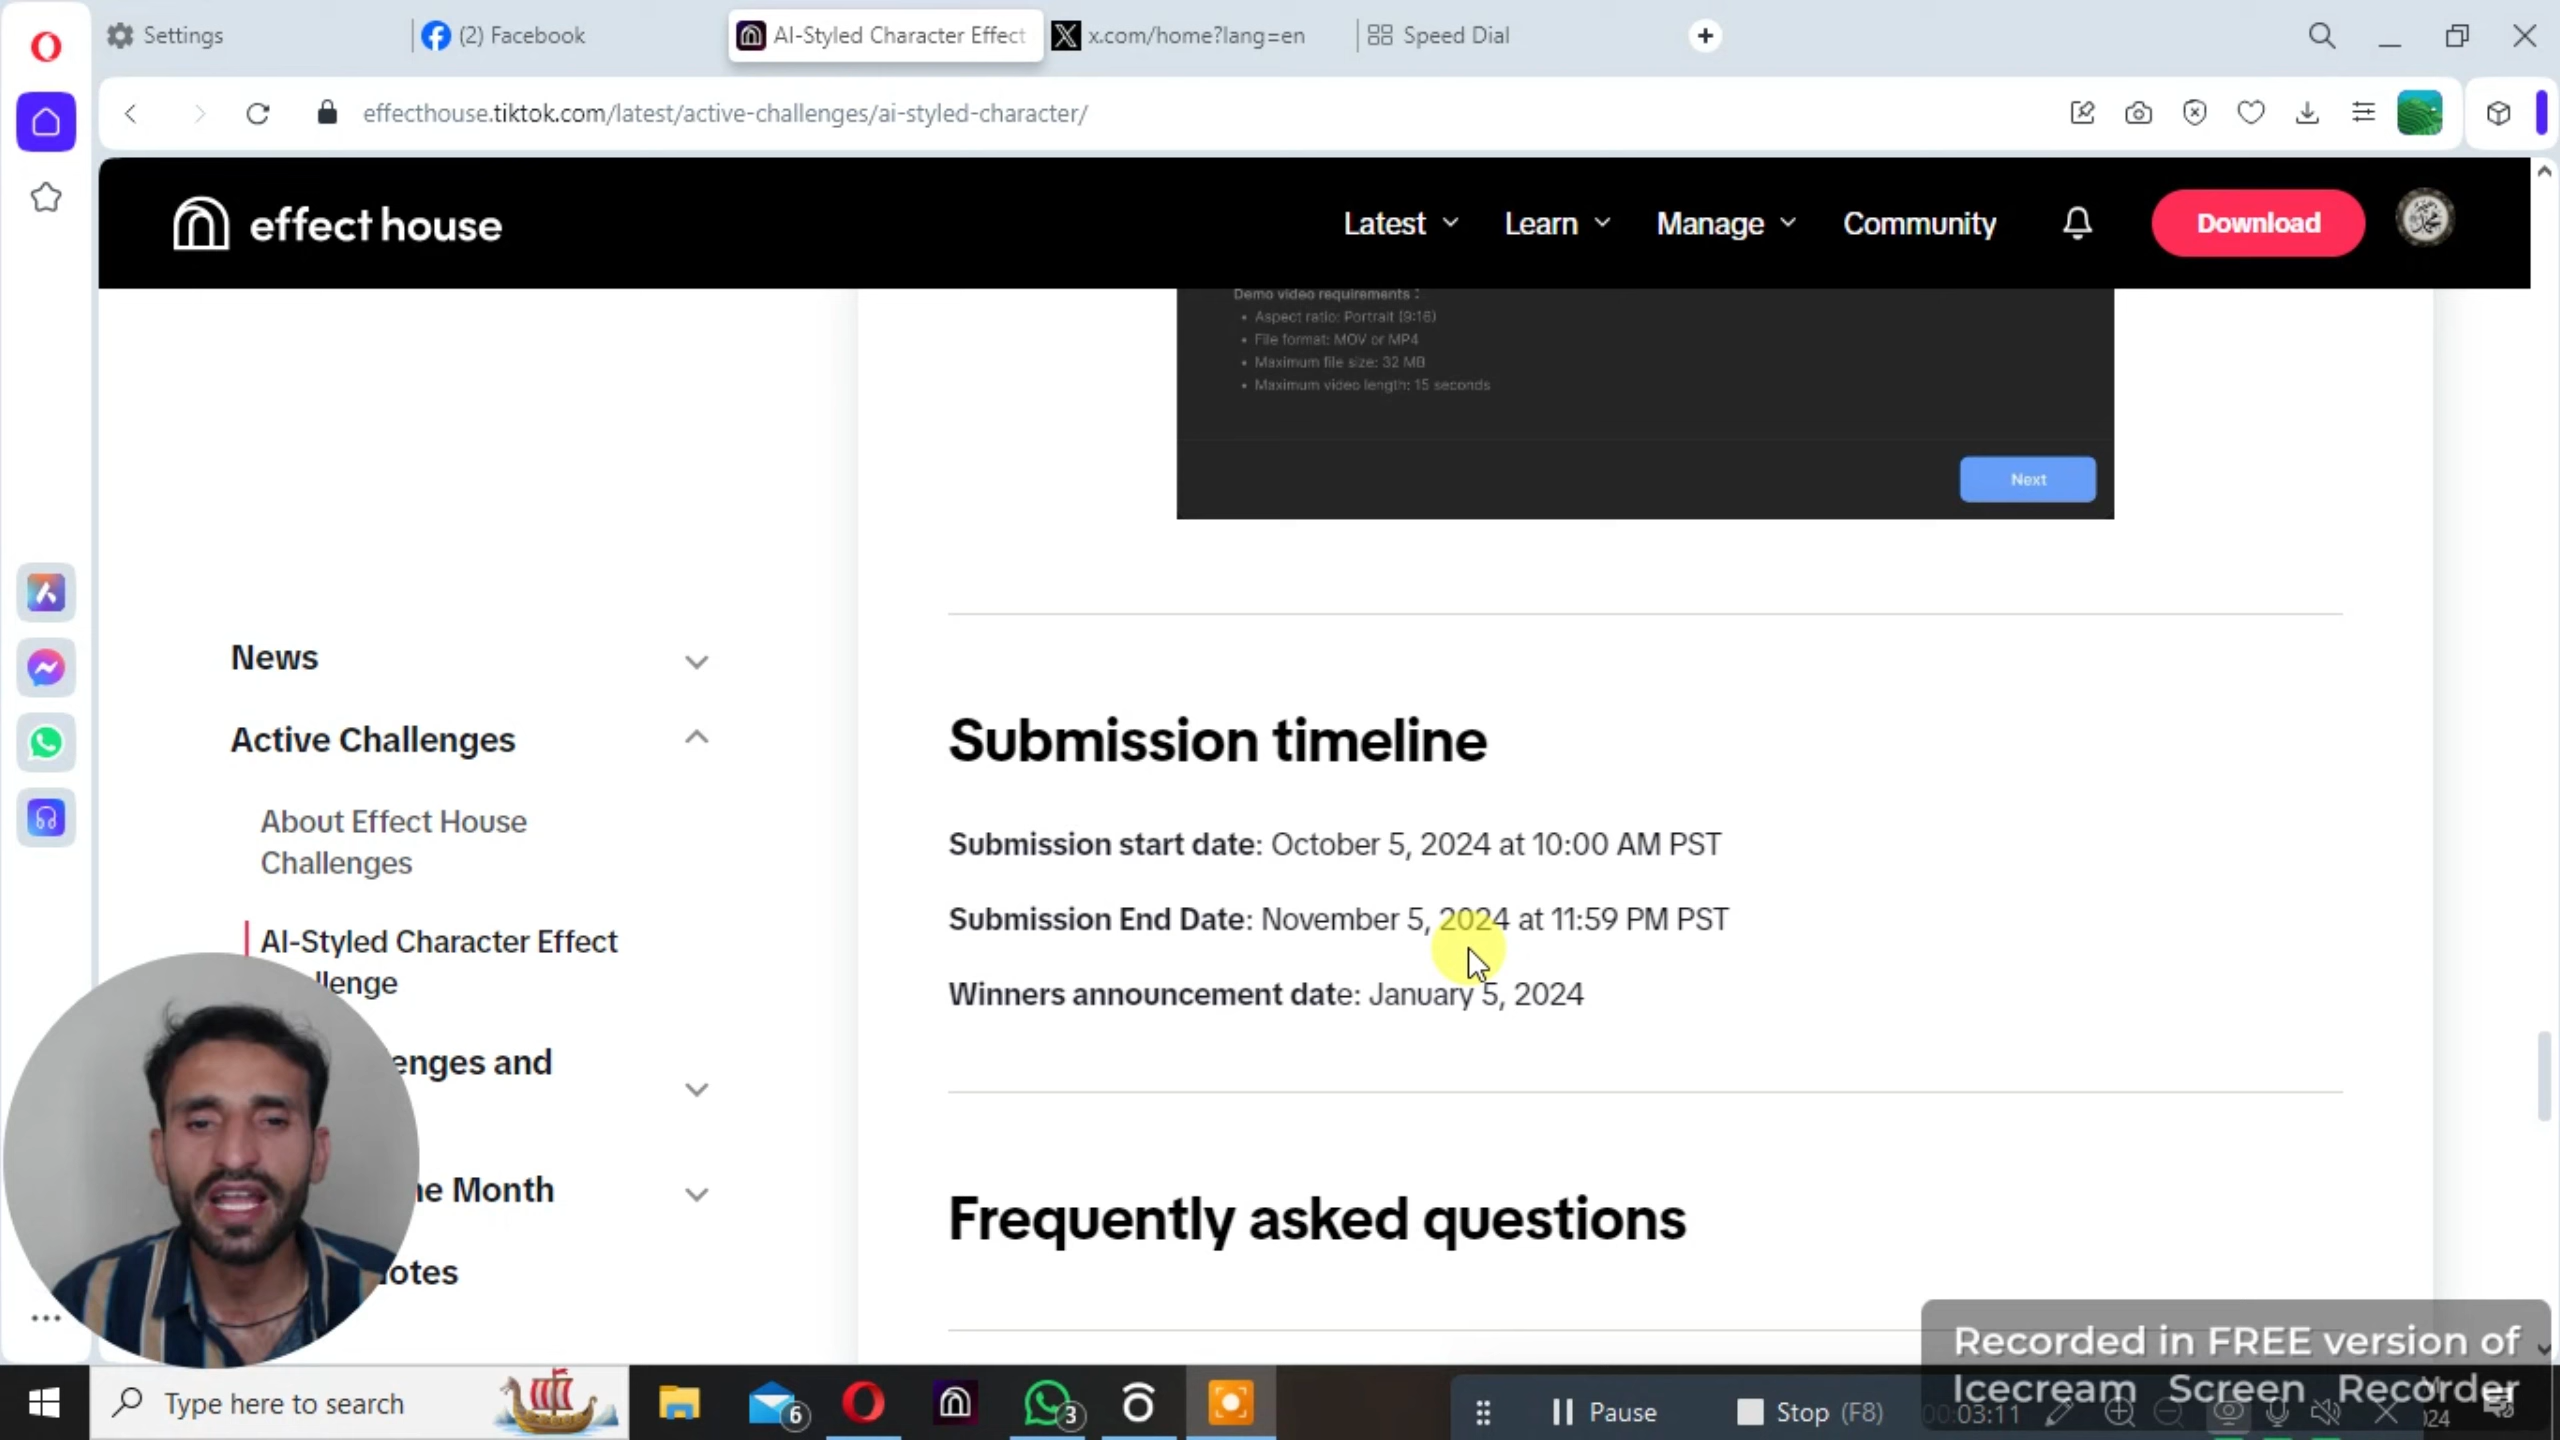 Settings
(2) Facebook
AI-Styled Character Effect
x.com/home?lang=en
Speed Dial
effecthouse.tiktok.com/latest/active-challenges/ai-styled-character/
effect house
Latest
Learn
Manage
Community
Download
Demo video requirements :
• Aspect ratio: Portrait (9:16)
• File format: MOV or MP4
• Maximum file size: 32 MB
• Maximum video length: 15 seconds
Next
News
Active Challenges
About Effect House
Challenges
AI-Styled Character Effect
llenge
enges and
ne Month
otes
Submission timeline
Submission start date: October 5, 2024 at 10:00 AM PST
Submission End Date: November 5, 2024 at 11:59 PM PST
Winners announcement date: January 5, 2024
Frequently asked questions
Recorded in FREE version of
Icecream Screen Recorder
Type here to search
6
3
Pause
Stop (F8)
00:03:11